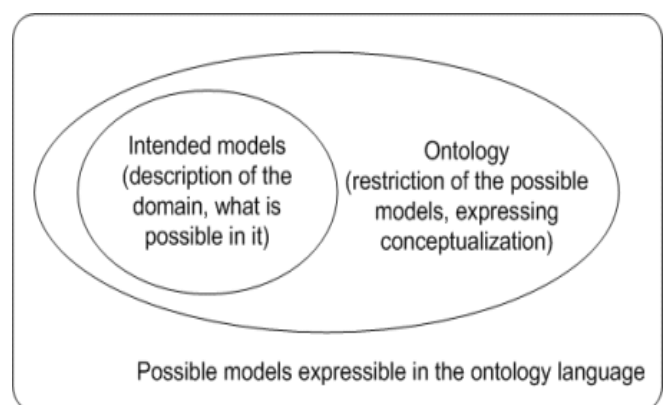 Intended models
(description of the
domain, what is
possible in it)
Ontology
(restriction of the possible
models, expressing
conceptualization)
Possible models expressible in the ontology language